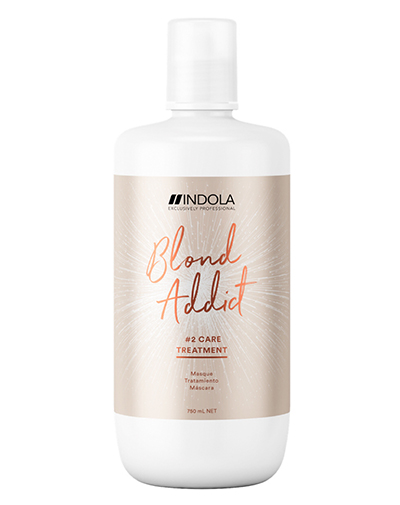 INDOLA
EXCLUSIVELY PROFESSIONAL
Blond
Addict
#2 CARE
TREATMENT
Masque
Tratamiento
Máscara
750 mL NET